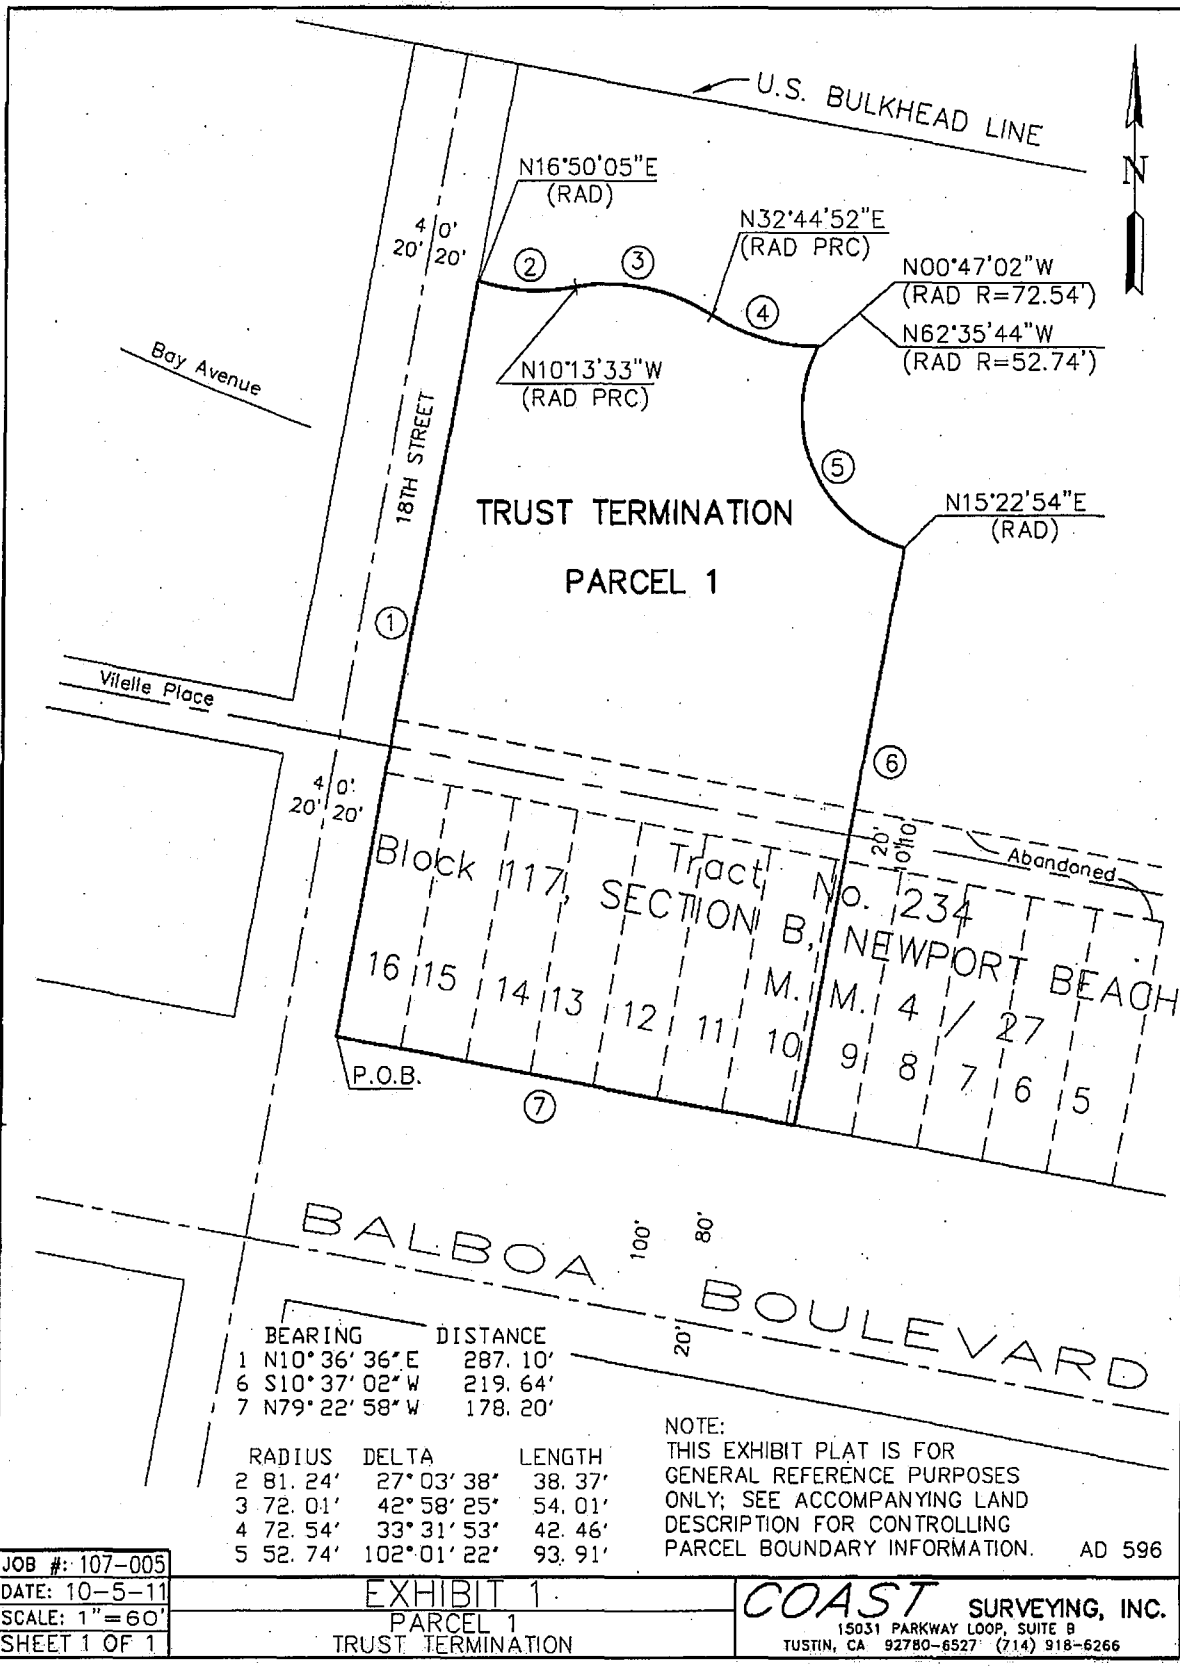 U.S. BULKHEAD LINE
N
N16°50'05"E
(RAD)
N32°44'52"E
(RAD PRC)
40'
20' 20'
2
3
4
N00°47'02"W
(RAD R=72.54')
N62°35'44"W
(RAD R=52.74')
N10°13'33"W
(RAD PRC)
Bay Avenue
18TH STREET
5
N15°22'54"E
(RAD)
TRUST TERMINATION
PARCEL 1
1
Vilelle Place
6
40'
20' 20'
20'
10' 10'
Abandoned
Block 117, Tract No. 234
SECTION B, NEWPORT BEACH
M. M. 4 / 27
16 15 14 13 12 11 10 9 8 7 6 5
P.O.B.
7
BALBOA BOULEVARD
100'
80'
20'
BEARING DISTANCE
1 N10° 36' 36" E 287.10'
6 S10° 37' 02" W 219.64'
7 N79° 22' 58" W 178.20'
RADIUS DELTA LENGTH
2 81.24' 27° 03' 38" 38.37'
3 72.01' 42° 58' 25" 54.01'
4 72.54' 33° 31' 53" 42.46'
5 52.74' 102° 01' 22" 93.91'
NOTE:
THIS EXHIBIT PLAT IS FOR
GENERAL REFERENCE PURPOSES
ONLY; SEE ACCOMPANYING LAND
DESCRIPTION FOR CONTROLLING
PARCEL BOUNDARY INFORMATION.
AD 596
JOB #: 107-005
DATE: 10-5-11
SCALE: 1"=60'
SHEET 1 OF 1
EXHIBIT 1
PARCEL 1
TRUST TERMINATION
COAST SURVEYING, INC.
15031 PARKWAY LOOP, SUITE B
TUSTIN, CA 92780-6527 (714) 918-6266